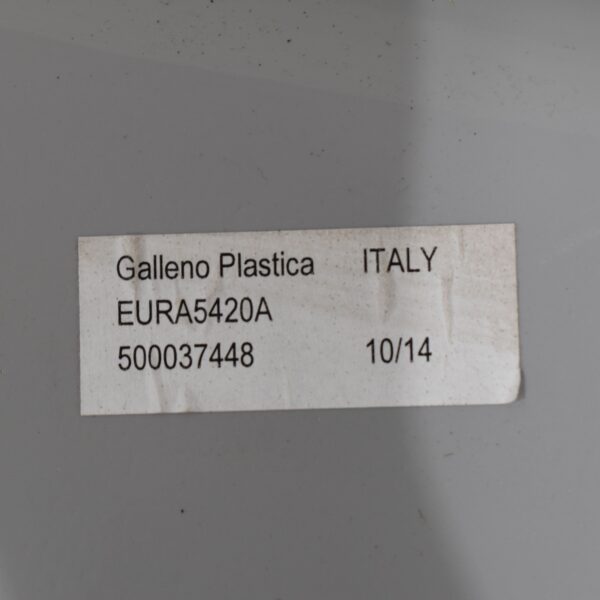 Galleno Plastica ITALY
EURA5420A
500037448 10/14